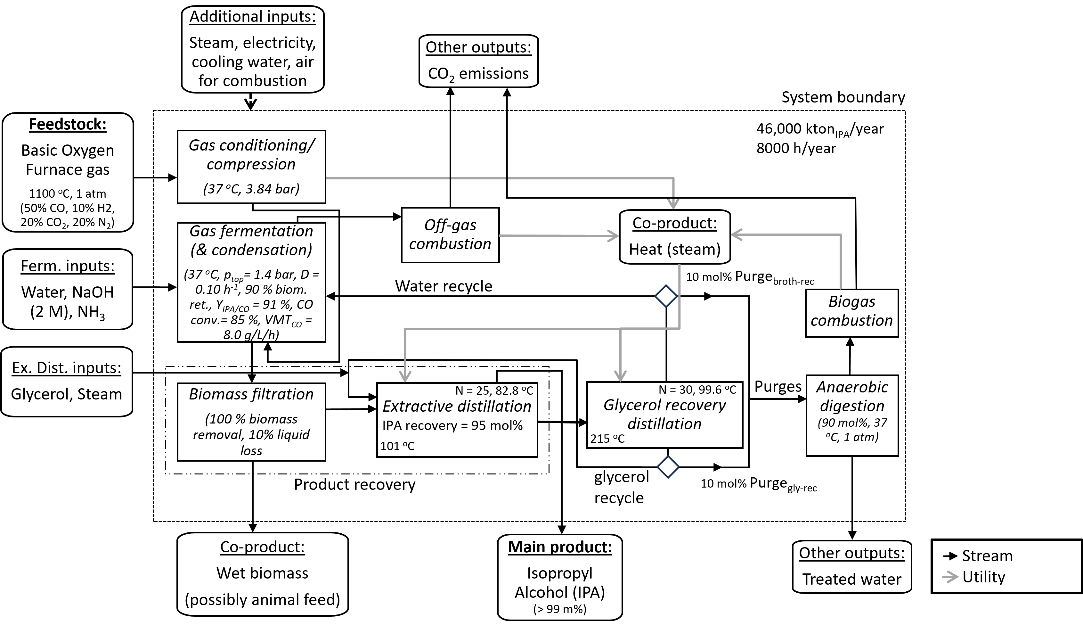 Additional inputs:
Steam, electricity,
cooling water, air
for combustion
Other outputs:
CO₂ emissions
System boundary
46,000 ktonIPA/year
8000 h/year
Feedstock:
Basic Oxygen
Furnace gas
1100 °C, 1 atm
(50% CO, 10% H2,
20% CO₂, 20% N₂)
Gas conditioning/
compression
(37 °C, 3.84 bar)
Gas fermentation
(& condensation)
(37 °C, ptop= 1.4 bar, D =
0.10 h⁻¹, 90 % biom.
ret., YIPA/CO = 91 %, CO
conv.= 85 %, VMTCO =
8.0 g/L/h)
Off-gas
combustion
Co-product:
Heat (steam)
Ferm. inputs:
Water, NaOH
(2 M), NH₃
Water recycle
10 mol% Purgebroth-rec
Biogas
combustion
Ex. Dist. inputs:
Glycerol, Steam
Biomass filtration
(100 % biomass
removal, 10% liquid
loss
N = 25, 82.8 °C
Extractive distillation
IPA recovery = 95 mol%
101 °C
N = 30, 99.6 °C
Glycerol recovery
distillation
215 °C
Purges
Anaerobic
digestion
(90 mol%, 37
°C, 1 atm)
Product recovery
glycerol
recycle
10 mol% Purgegly-rec
Co-product:
Wet biomass
(possibly animal feed)
Main product:
Isopropyl
Alcohol (IPA)
(> 99 m%)
Other outputs:
Treated water
Stream
Utility